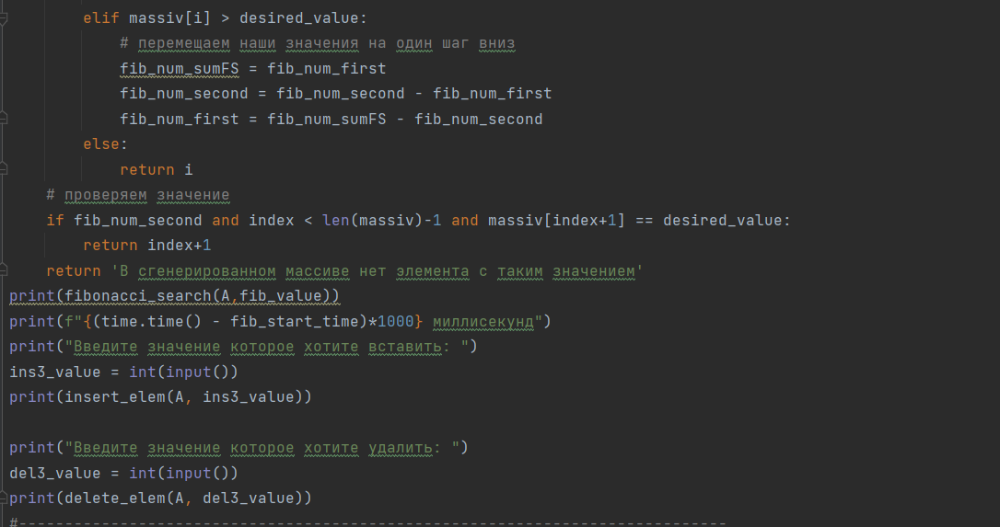 elif massiv[i] > desired_value:
# перемещаем наши значения на один шаг вниз
fib_num_sumFS = fib_num_first
fib_num_second = fib_num_second - fib_num_first
fib_num_first = fib_num_sumFS - fib_num_second
else:
return i
# проверяем значение
if fib_num_second and index < len(massiv)-1 and massiv[index+1] == desired_value:
return index+1
return 'В сгенерированном массиве нет элемента с таким значением'
print(fibonacci_search(A,fib_value))
print(f"{(time.time() - fib_start_time)*1000} миллисекунд")
print("Введите значение которое хотите вставить: ")
ins3_value = int(input())
print(insert_elem(A, ins3_value))
print("Введите значение которое хотите удалить: ")
del3_value = int(input())
print(delete_elem(A, del3_value))
#-----------------------------------------------------------------------------